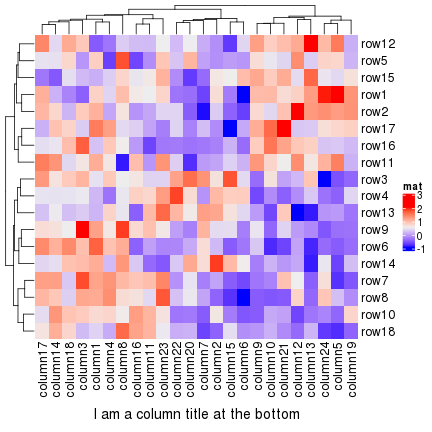 row12
row5
row15
row1
row2
row17
row16
row11
row3
row4
row13
row9
row6
row14
row7
row8
row10
row18
mat
3
2
1
0
-1
column17
column14
column18
column3
column1
column4
column16
column11
column23
column22
column20
column7
column2
column15
column6
column9
column10
column21
column12
column13
column24
column5
column19
I am a column title at the bottom